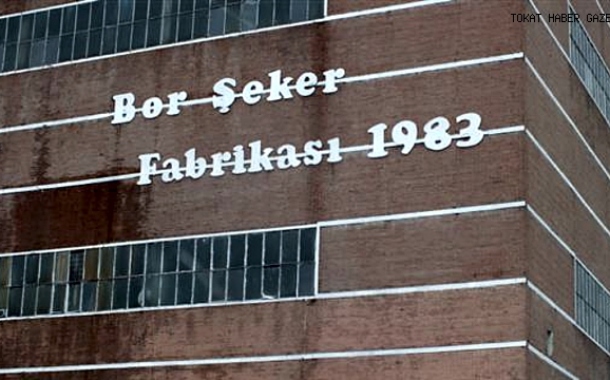 TOKAT HABER GAZE
Bor Şeker
Fabrikası 1983